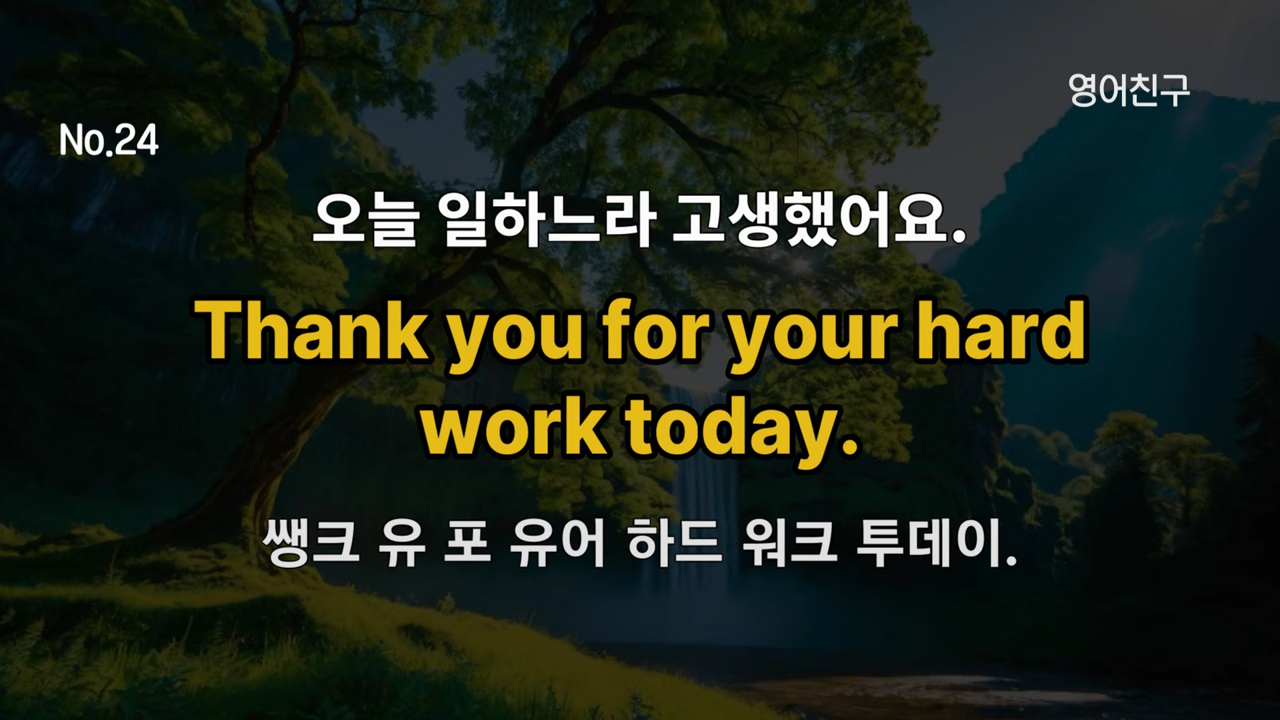 영어친구
No.24
오늘 일하느라 고생했어요.
Thank you for your hard
work today.
쌩크 유 포 유어 하드 워크 투데이.